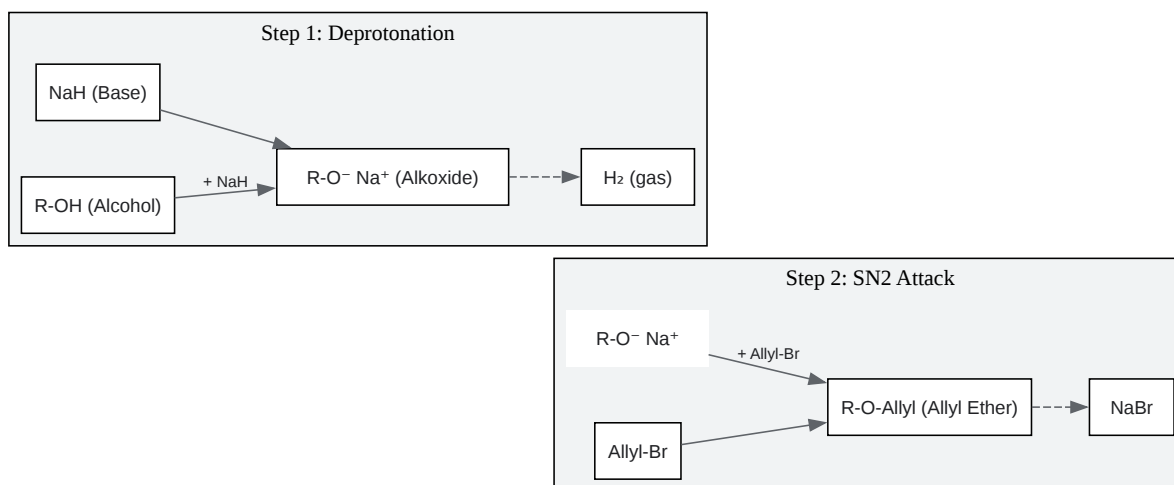 Step 1: Deprotonation
NaH (Base)
R-OH (Alcohol)
+ NaH
R-O⁻ Na⁺ (Alkoxide)
H₂ (gas)
Step 2: SN2 Attack
R-O⁻ Na⁺
+ Allyl-Br
Allyl-Br
R-O-Allyl (Allyl Ether)
NaBr